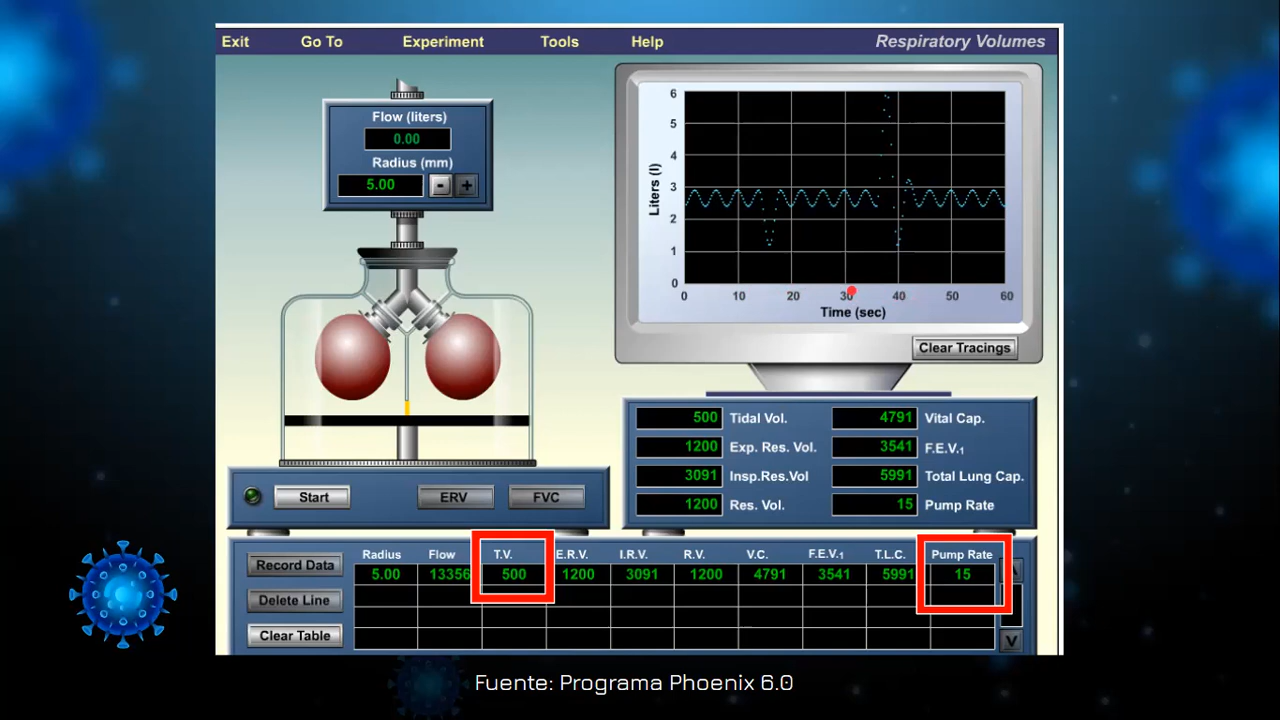 Exit Go To Experiment Tools Help Respiratory Volumes
Flow (liters)
0.00
Radius (mm)
5.00 - +
6
5
4
3
2
1
0
Liters (l)
0 10 20 30 40 50 60
Time (sec)
Clear Tracings
500 Tidal Vol. 4791 Vital Cap.
1200 Exp. Res. Vol. 3541 F.E.V.1
3091 Insp.Res.Vol 5991 Total Lung Cap.
1200 Res. Vol. 15 Pump Rate
Start ERV FVC
Record Data
Delete Line
Clear Table
Radius Flow T.V. E.R.V. I.R.V. R.V. V.C. F.E.V.1 T.L.C. Pump Rate
5.00 13356 500 1200 3091 1200 4791 3541 5991 15
V
Fuente: Programa Phoenix 6.0